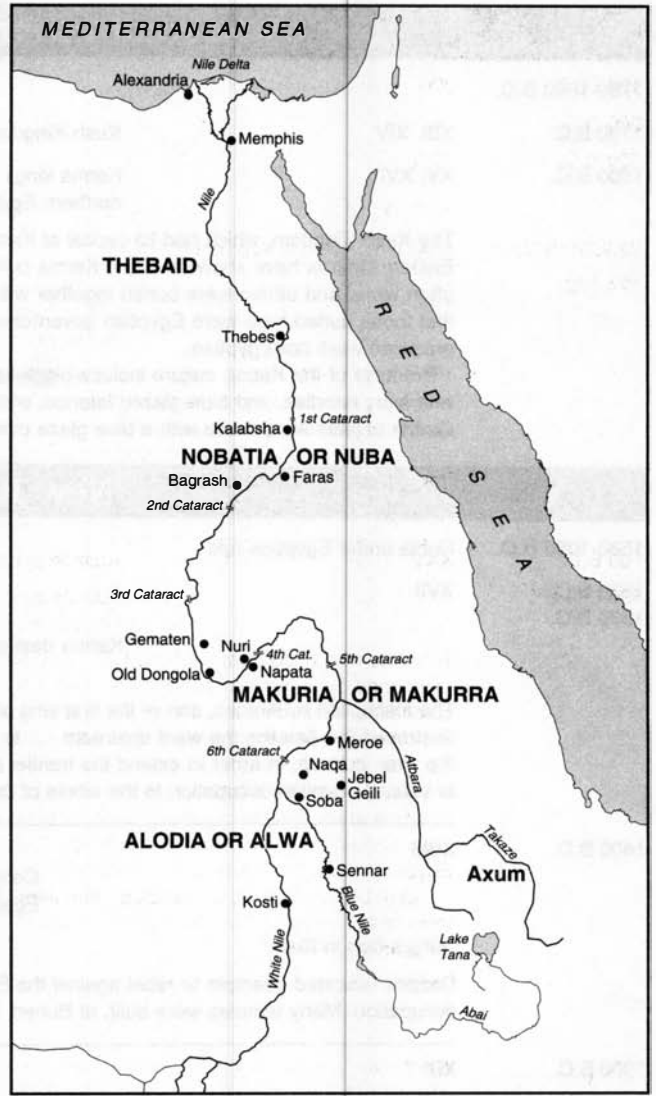 MEDITERRANEAN SEA
Nile Delta
Alexandria
Memphis
Nile
THEBAID
Thebes
RED SEA
1st Cataract
Kalabsha
NOBATIA OR NUBA
Faras
Bagrash
2nd Cataract
3rd Cataract
Gematen
Nuri
4th Cat.
5th Cataract
Napata
Old Dongola
MAKURIA OR MAKURRA
Meroe
6th Cataract
Naqa
Jebel
Geili
Soba
Atbara
Takaze
ALODIA OR ALWA
Axum
Sennar
Kosti
Blue Nile
White Nile
Lake
Tana
Abai